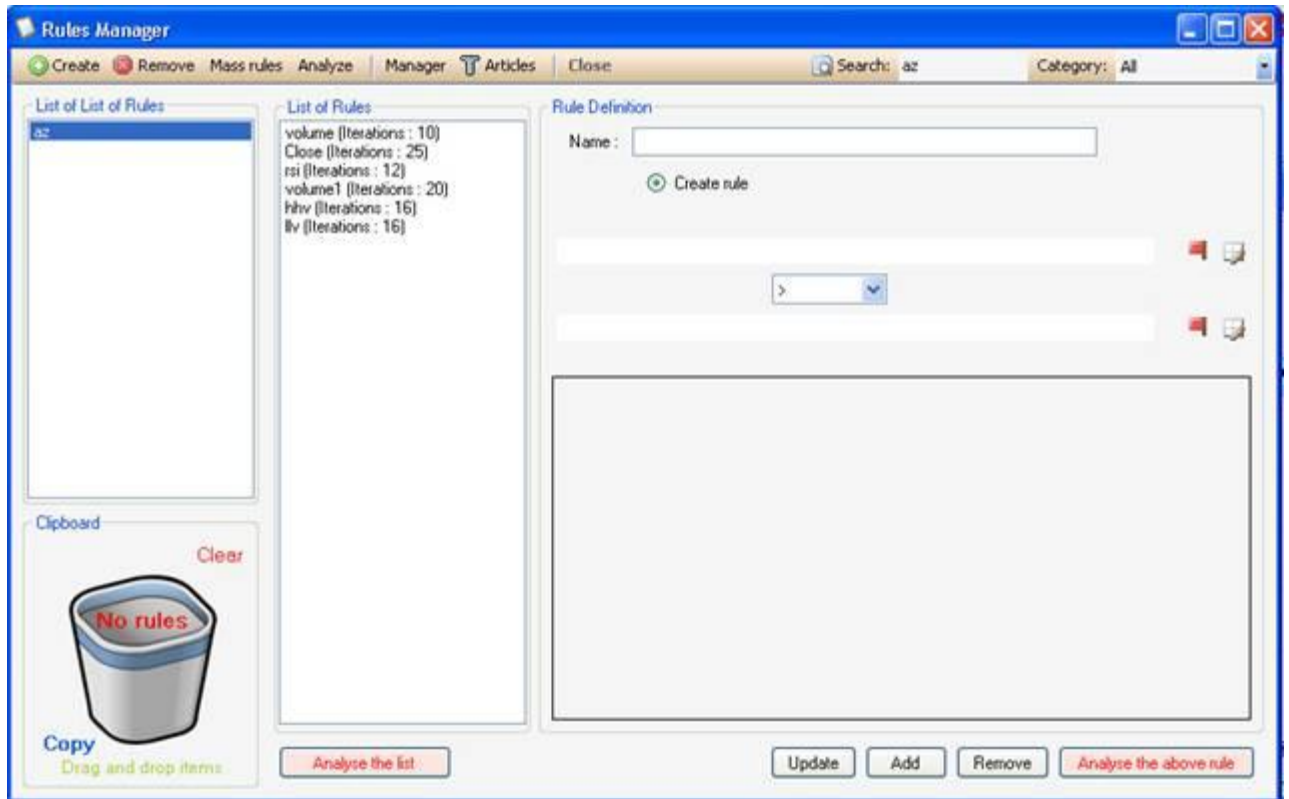 Rules Manager
Create Remove Mass rules Analyze Manager Articles Close Search: az Category: All
List of List of Rules
az
List of Rules
volume (Iterations : 10)
Close (Iterations : 25)
rsi (Iterations : 12)
volume1 (Iterations : 20)
hhv (Iterations : 16)
llv (Iterations : 16)
Rule Definition
Name :
Create rule
>
Clipboard
Clear
No rules
Copy
Drag and drop items
Analyse the list
Update Add Remove Analyse the above rule